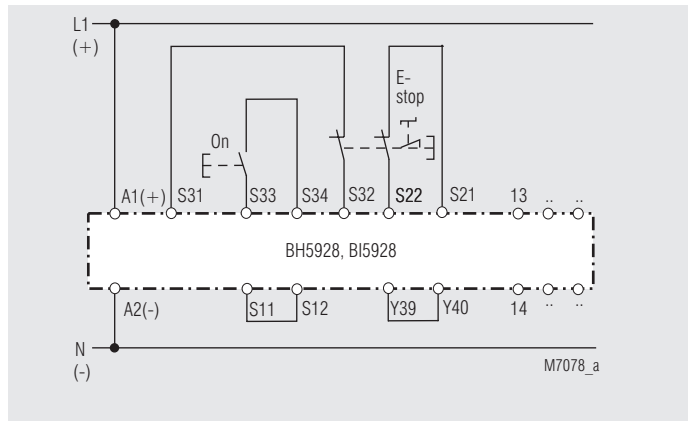 L1
(+)
E-
stop
On
A1(+) S31 S33 S34 S32 S22 S21 13 .. ..
BH5928, BI5928
A2(-) S11 S12 Y39 Y40 14 .. ..
N
(-)
M7078_a